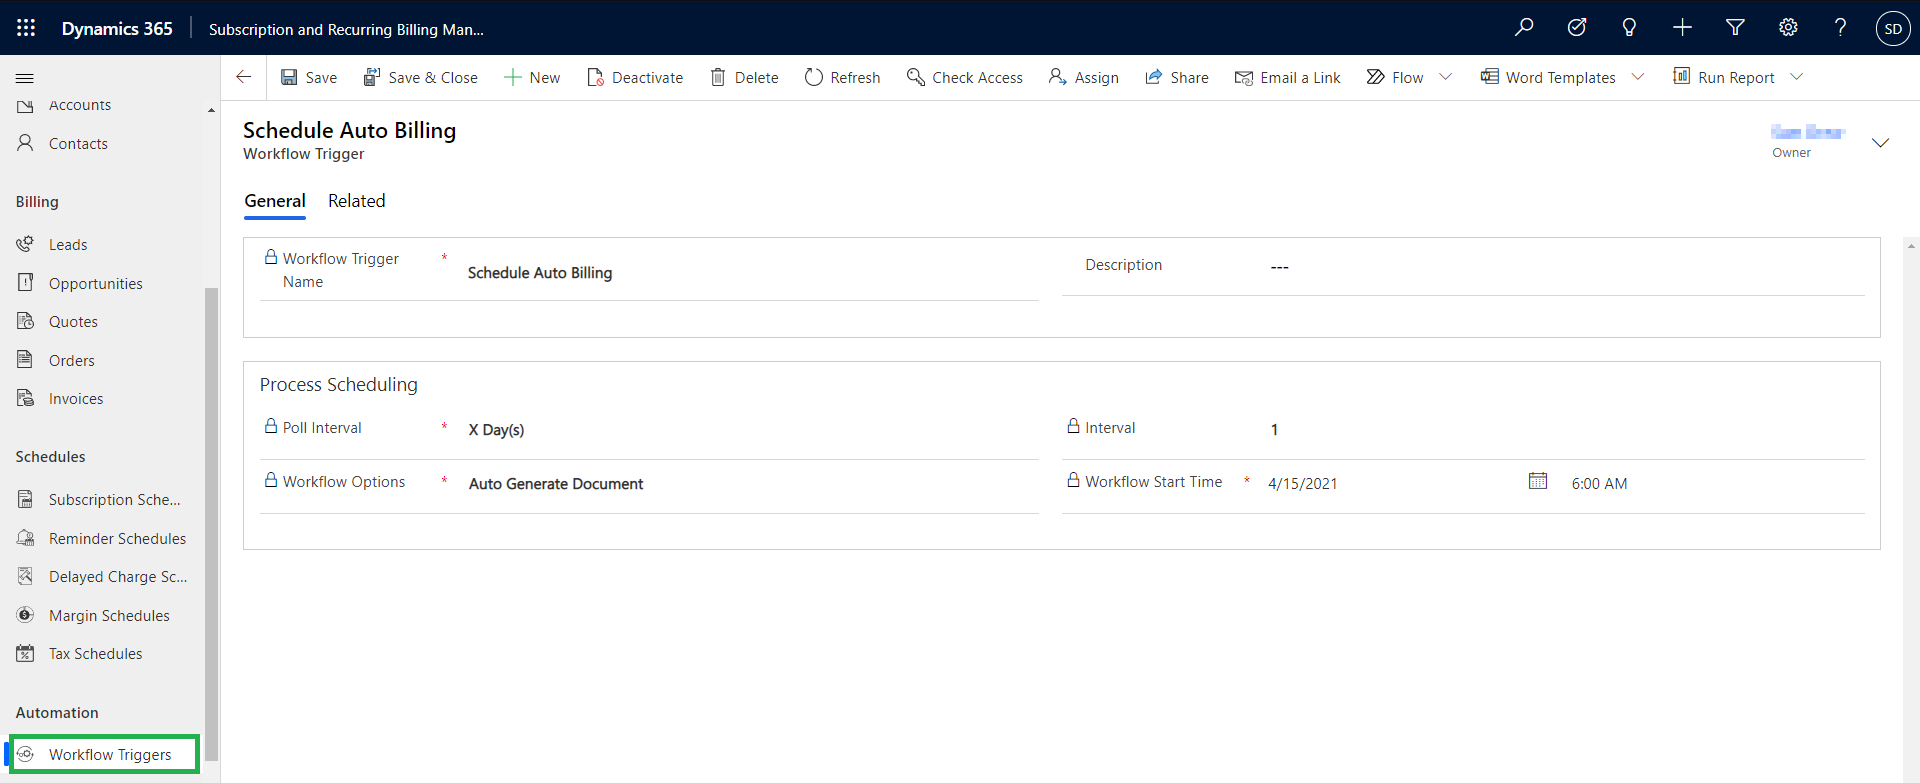 Dynamics 365
Subscription and Recurring Billing Man...
SD
Save
Save & Close
New
Deactivate
Delete
Refresh
Check Access
Assign
Share
Email a Link
Flow
Word Templates
Run Report
Accounts
Contacts
Billing
Leads
Opportunities
Quotes
Orders
Invoices
Schedules
Subscription Sche...
Reminder Schedules
Delayed Charge Sc...
Margin Schedules
Tax Schedules
Automation
Workflow Triggers
Schedule Auto Billing
Workflow Trigger
Owner
General
Related
Workflow Trigger
Name
*
Schedule Auto Billing
Description
---
Process Scheduling
Poll Interval
*
X Day(s)
Interval
1
Workflow Options
*
Auto Generate Document
Workflow Start Time
*
4/15/2021
6:00 AM